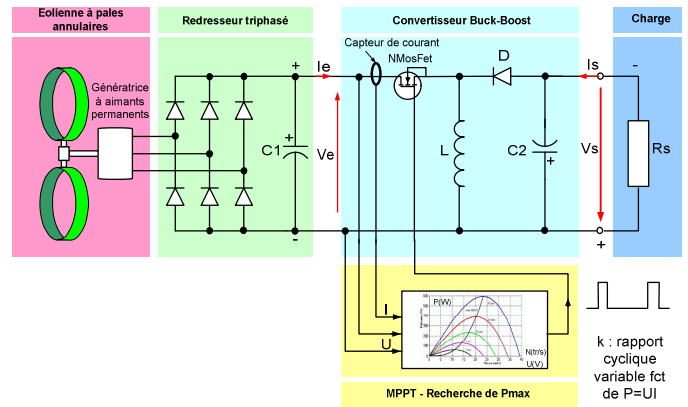 Eolienne à pales
annulaires
Redresseur triphasé
Convertisseur Buck-Boost
Charge
Capteur de courant
NMosFet
Génératrice
à aimants
permanents
+
Ie
D
Is
-
+
C1
Ve
L
C2
+
Vs
Rs
-
+
I
U
P(W)
N(tr/s)
U(V)
k : rapport
cyclique
variable fct
de P=UI
MPPT - Recherche de Pmax